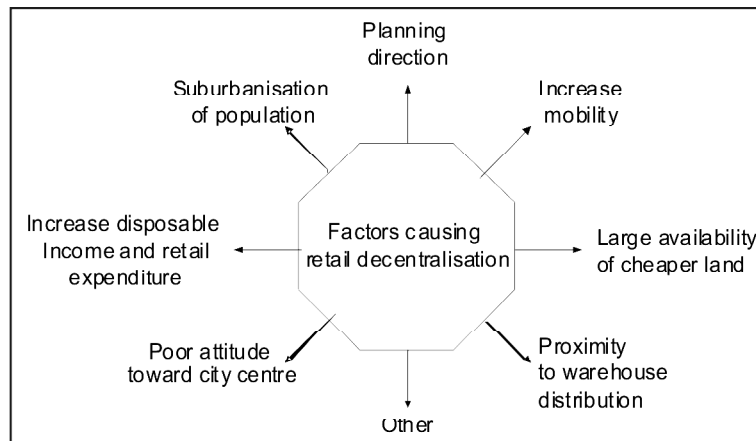 Planning
direction
Suburbanisation
of population
Increase
mobility
Increase disposable
Income and retail
expenditure
Factors causing
retail decentralisation
Large availability
of cheaper land
Poor attitude
toward city centre
Proximity
to warehouse
distribution
Other